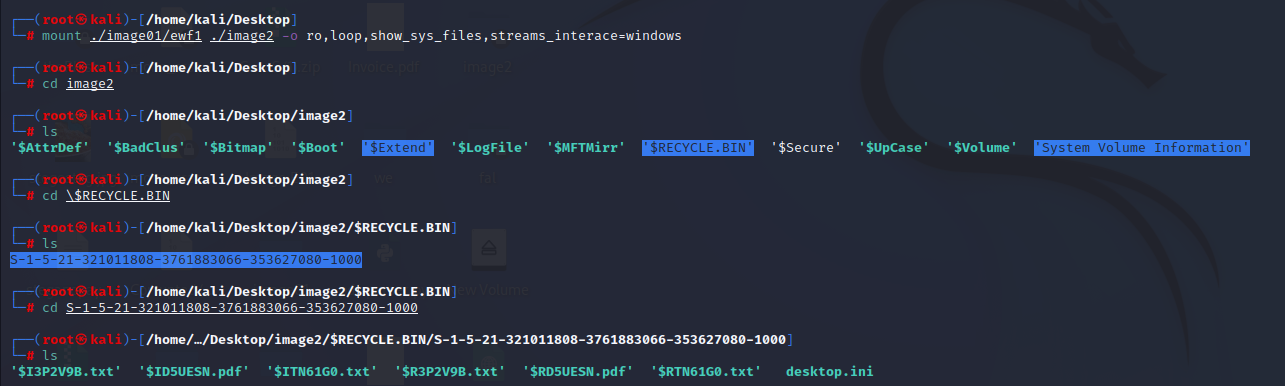 ┌──(root㉿kali)-[/home/kali/Desktop]
└─# mount ./image01/ewf1 ./image2 -o ro,loop,show_sys_files,streams_interace=windows
┌──(root㉿kali)-[/home/kali/Desktop]
└─# cd image2
┌──(root㉿kali)-[/home/kali/Desktop/image2]
└─# ls
'$AttrDef' '$BadClus' '$Bitmap' '$Boot' '$Extend' '$LogFile' '$MFTMirr' '$RECYCLE.BIN' '$Secure' '$UpCase' '$Volume' 'System Volume Information'
┌──(root㉿kali)-[/home/kali/Desktop/image2]
└─# cd \$RECYCLE.BIN
┌──(root㉿kali)-[/home/kali/Desktop/image2/$RECYCLE.BIN]
└─# ls
S-1-5-21-321011808-3761883066-353627080-1000
┌──(root㉿kali)-[/home/kali/Desktop/image2/$RECYCLE.BIN]
└─# cd S-1-5-21-321011808-3761883066-353627080-1000
┌──(root㉿kali)-[/home/…/Desktop/image2/$RECYCLE.BIN/S-1-5-21-321011808-3761883066-353627080-1000]
└─# ls
'$I3P2V9B.txt' '$ID5UESN.pdf' '$ITN61G0.txt' '$R3P2V9B.txt' '$RD5UESN.pdf' '$RTN61G0.txt' desktop.ini